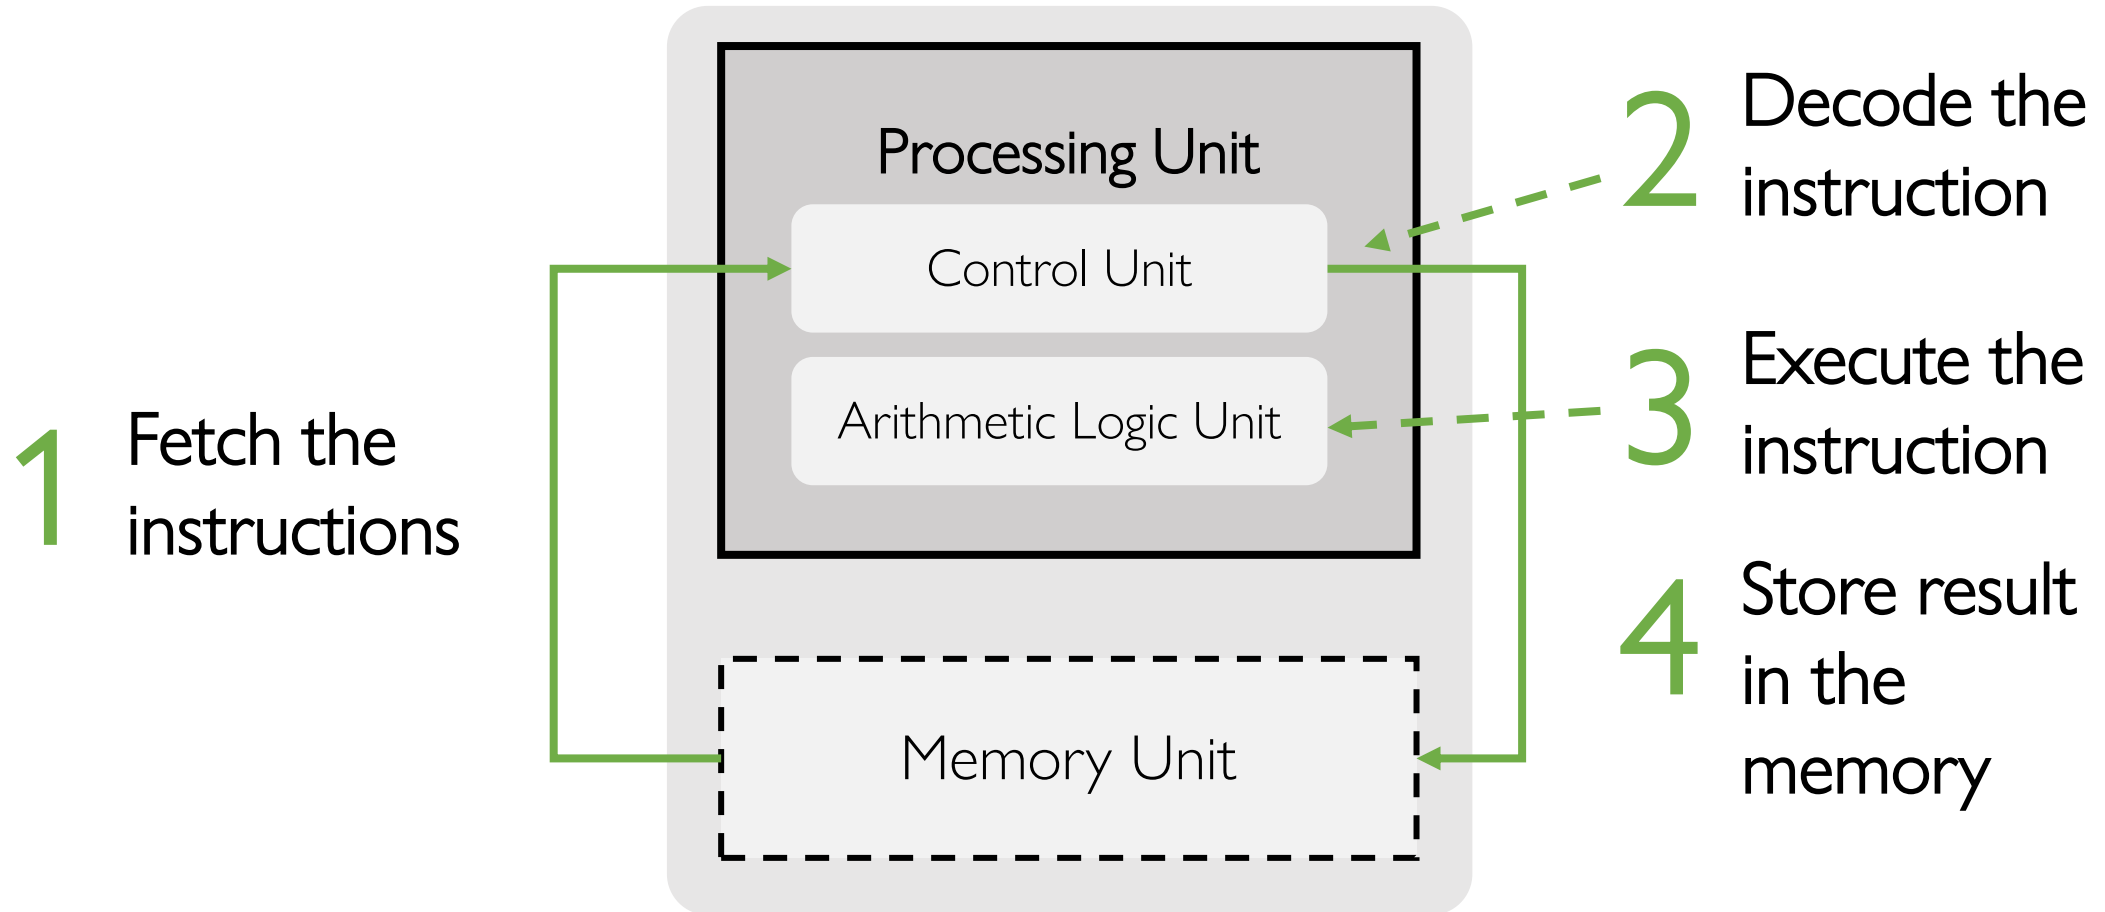 1
Fetch the
instructions
Processing Unit
Control Unit
Arithmetic Logic Unit
Memory Unit
2
Decode the
instruction
3
Execute the
instruction
4
Store result
in the
memory